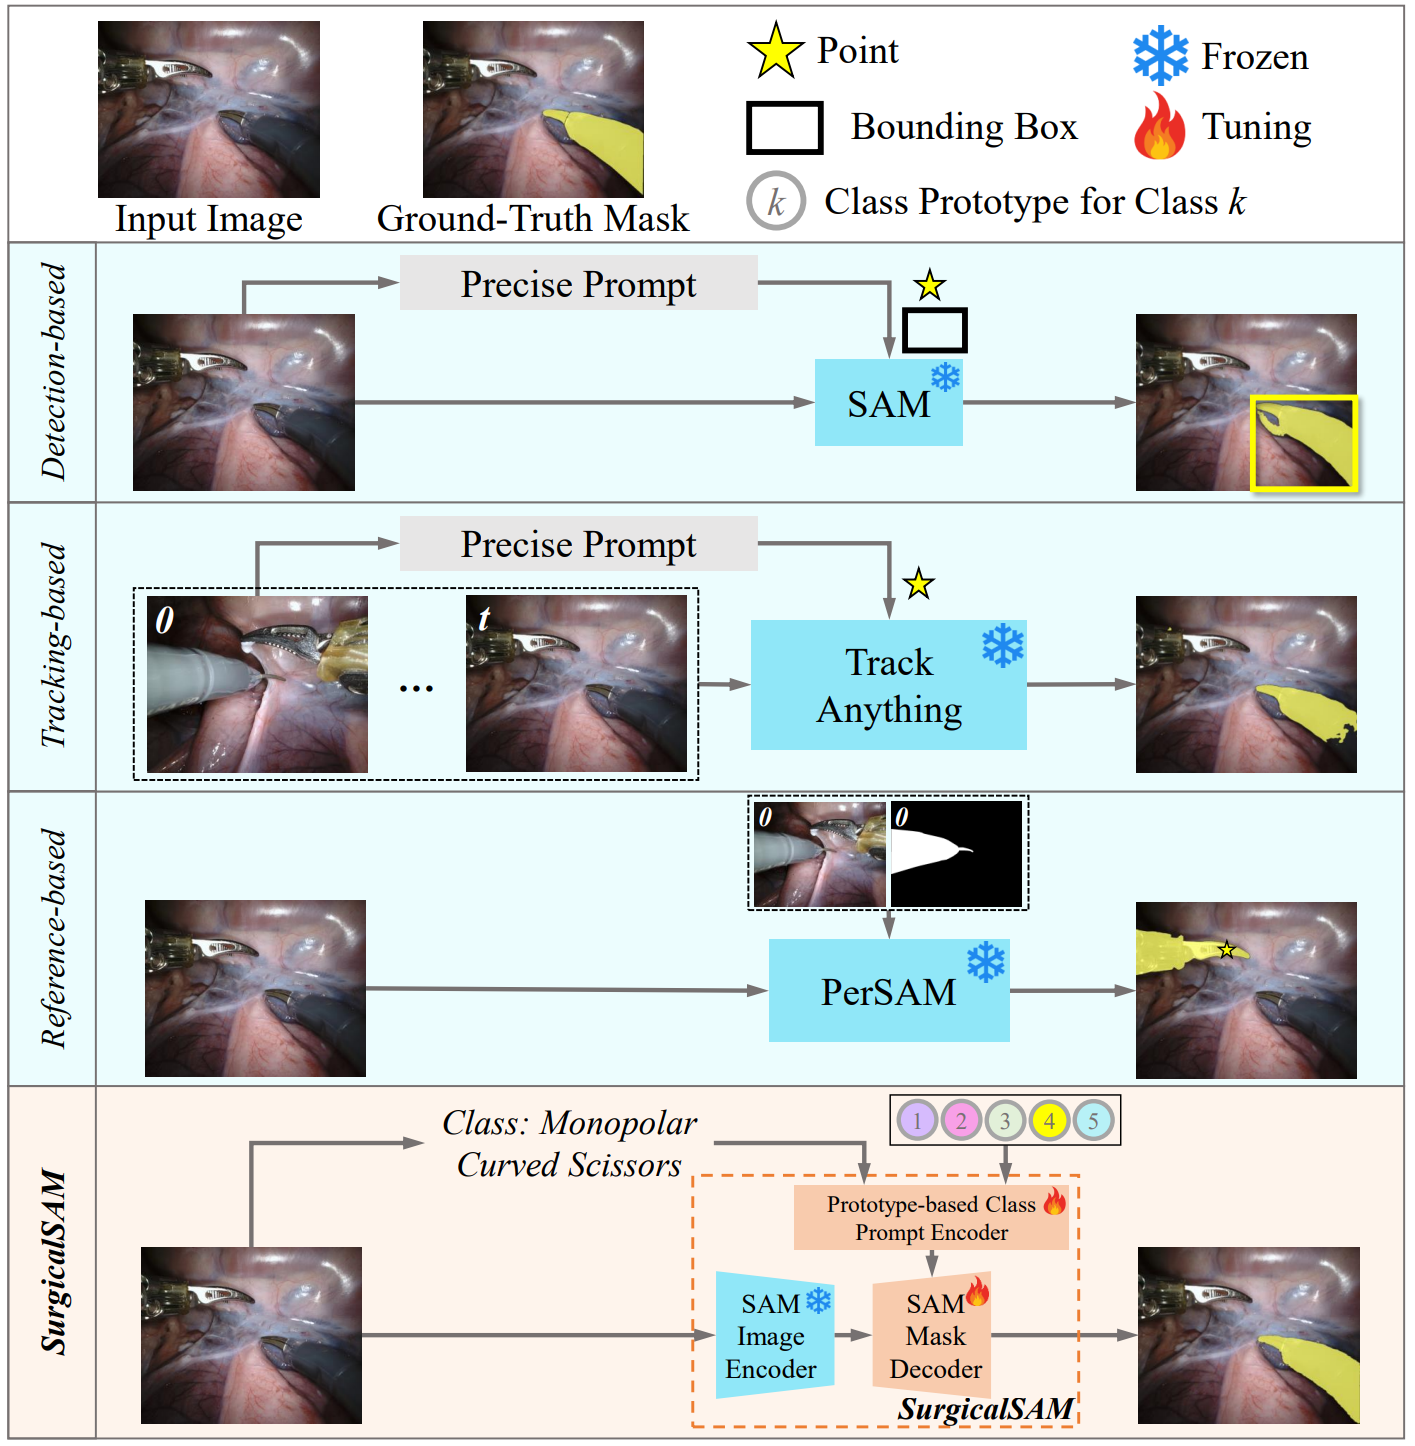 Input Image
Ground-Truth Mask
Point
Frozen
Bounding Box
Tuning
k
Class Prototype for Class k
Detection-based
Precise Prompt
SAM
Tracking-based
Precise Prompt
0
...
t
Track
Anything
Reference-based
0
0
PerSAM
SurgicalSAM
Class: Monopolar
Curved Scissors
1 2 3 4 5
Prototype-based Class
Prompt Encoder
SAM
Image
Encoder
SAM
Mask
Decoder
SurgicalSAM